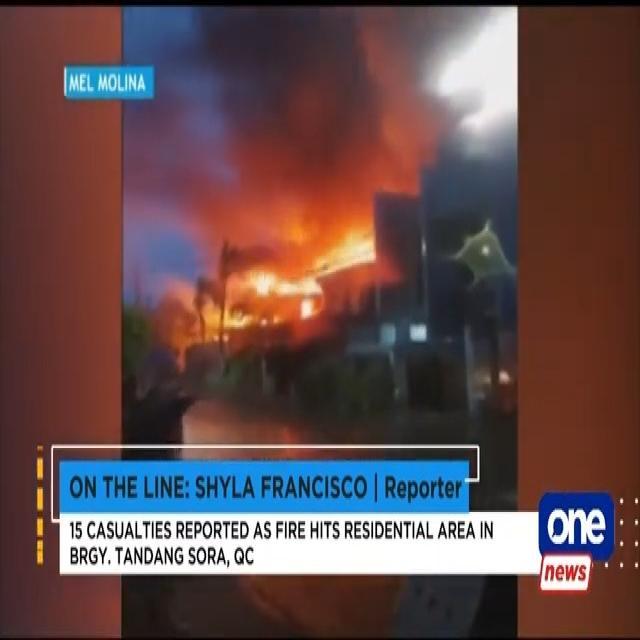 MEL MOLINA
ON THE LINE: SHYLA FRANCISCO | Reporter
15 CASUALTIES REPORTED AS FIRE HITS RESIDENTIAL AREA IN
BRGY. TANDANG SORA, QC
one
news